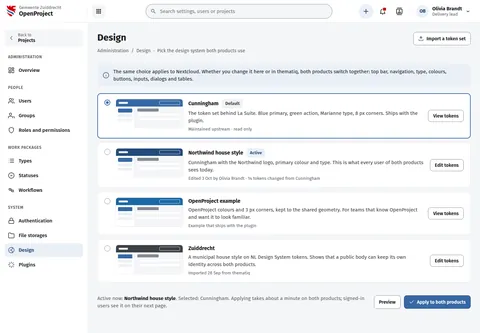 Gemeente Zuiddrecht
OpenProject
Search settings, users or projects
OB
Olivia Brandt
Delivery lead
Back to
Projects
ADMINISTRATION
Overview
PEOPLE
Users
Groups
Roles and permissions
WORK PACKAGES
Types
Statuses
Workflows
SYSTEM
Authentication
File storages
Design
Plugins
Design
Administration / Design · Pick the design system both products use
Import a token set
The same choice applies to Nextcloud. Whether you change it here or in thematiq, both products switch together: top bar, navigation, type, colours,
buttons, inputs, dialogs and tables.
Cunningham Default
The token set behind La Suite. Blue primary, green action, Marianne type, 8 px corners. Ships with the
plugin.
Maintained upstream · read only
View tokens
Northwind house style Active
Cunningham with the Northwind logo, primary colour and type. This is what every user of both products
sees today.
Edited 3 Oct by Olivia Brandt · tokens changed from Cunningham
Edit tokens
OpenProject example
OpenProject colours and 3 px corners, kept to the shared geometry. For teams that know OpenProject
and want it to look familiar.
Example that ships with the plugin
View tokens
Zuiddrecht
A municipal house style on NL Design System tokens. Shows that a public body can keep its own
identity across both products.
Imported 28 Sep from thematiq
Edit tokens
Active now: Northwind house style. Selected: Cunningham. Applying takes about a minute on both products; signed-in
users see it on their next page.
Preview
Apply to both products